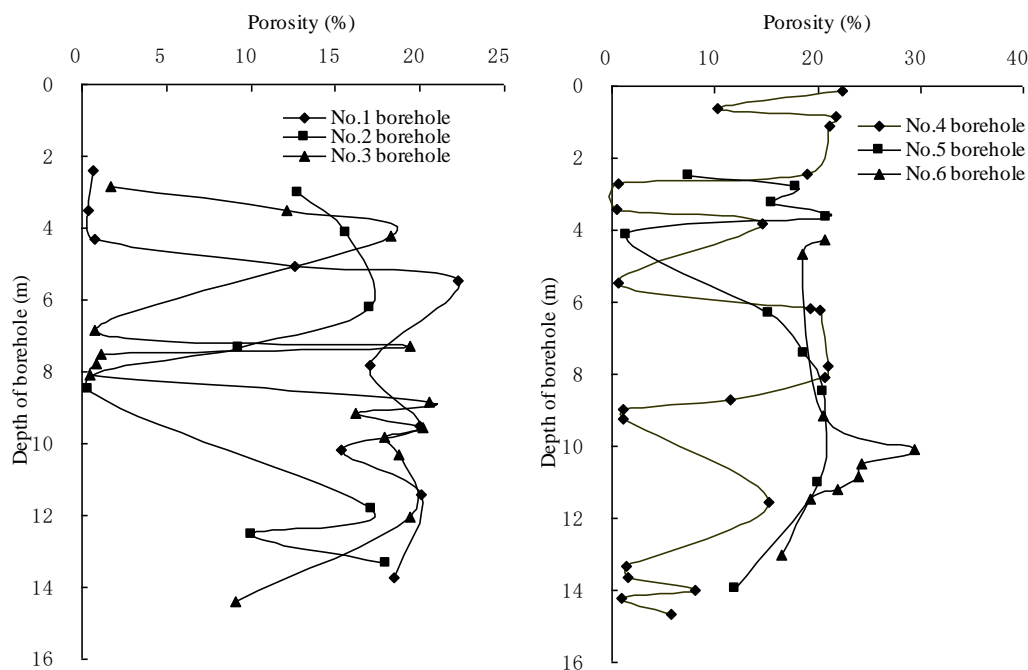 Porosity (%)
0 5 10 15 20 25
0
2
4
6
8
10
12
14
16
Depth of borehole (m)
No.1 borehole
No.2 borehole
No.3 borehole
Porosity (%)
0 10 20 30 40
0
2
4
6
8
10
12
14
16
Depth of borehole (m)
No.4 borehole
No.5 borehole
No.6 borehole